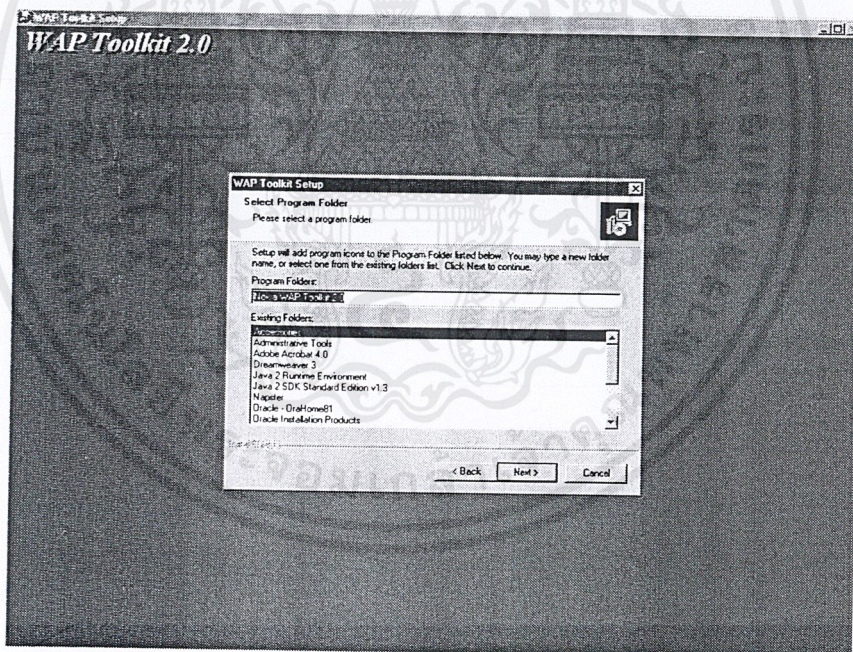 WAP Toolkit Setup
WAP Toolkit 2.0
WAP Toolkit Setup
Select Program Folder
Please select a program folder.
Setup will add program icons to the Program Folder listed below. You may type a new folder
name, or select one from the existing folders list. Click Next to continue.
Program Folders:
Nokia WAP Toolkit 2.0
Existing Folders:
Accessories
Administrative Tools
Adobe Acrobat 4.0
Dreamweaver 3
Java 2 Runtime Environment
Java 2 SDK Standard Edition v1.3
Napster
Oracle - OraHome81
Oracle Installation Products
< Back
Next >
Cancel